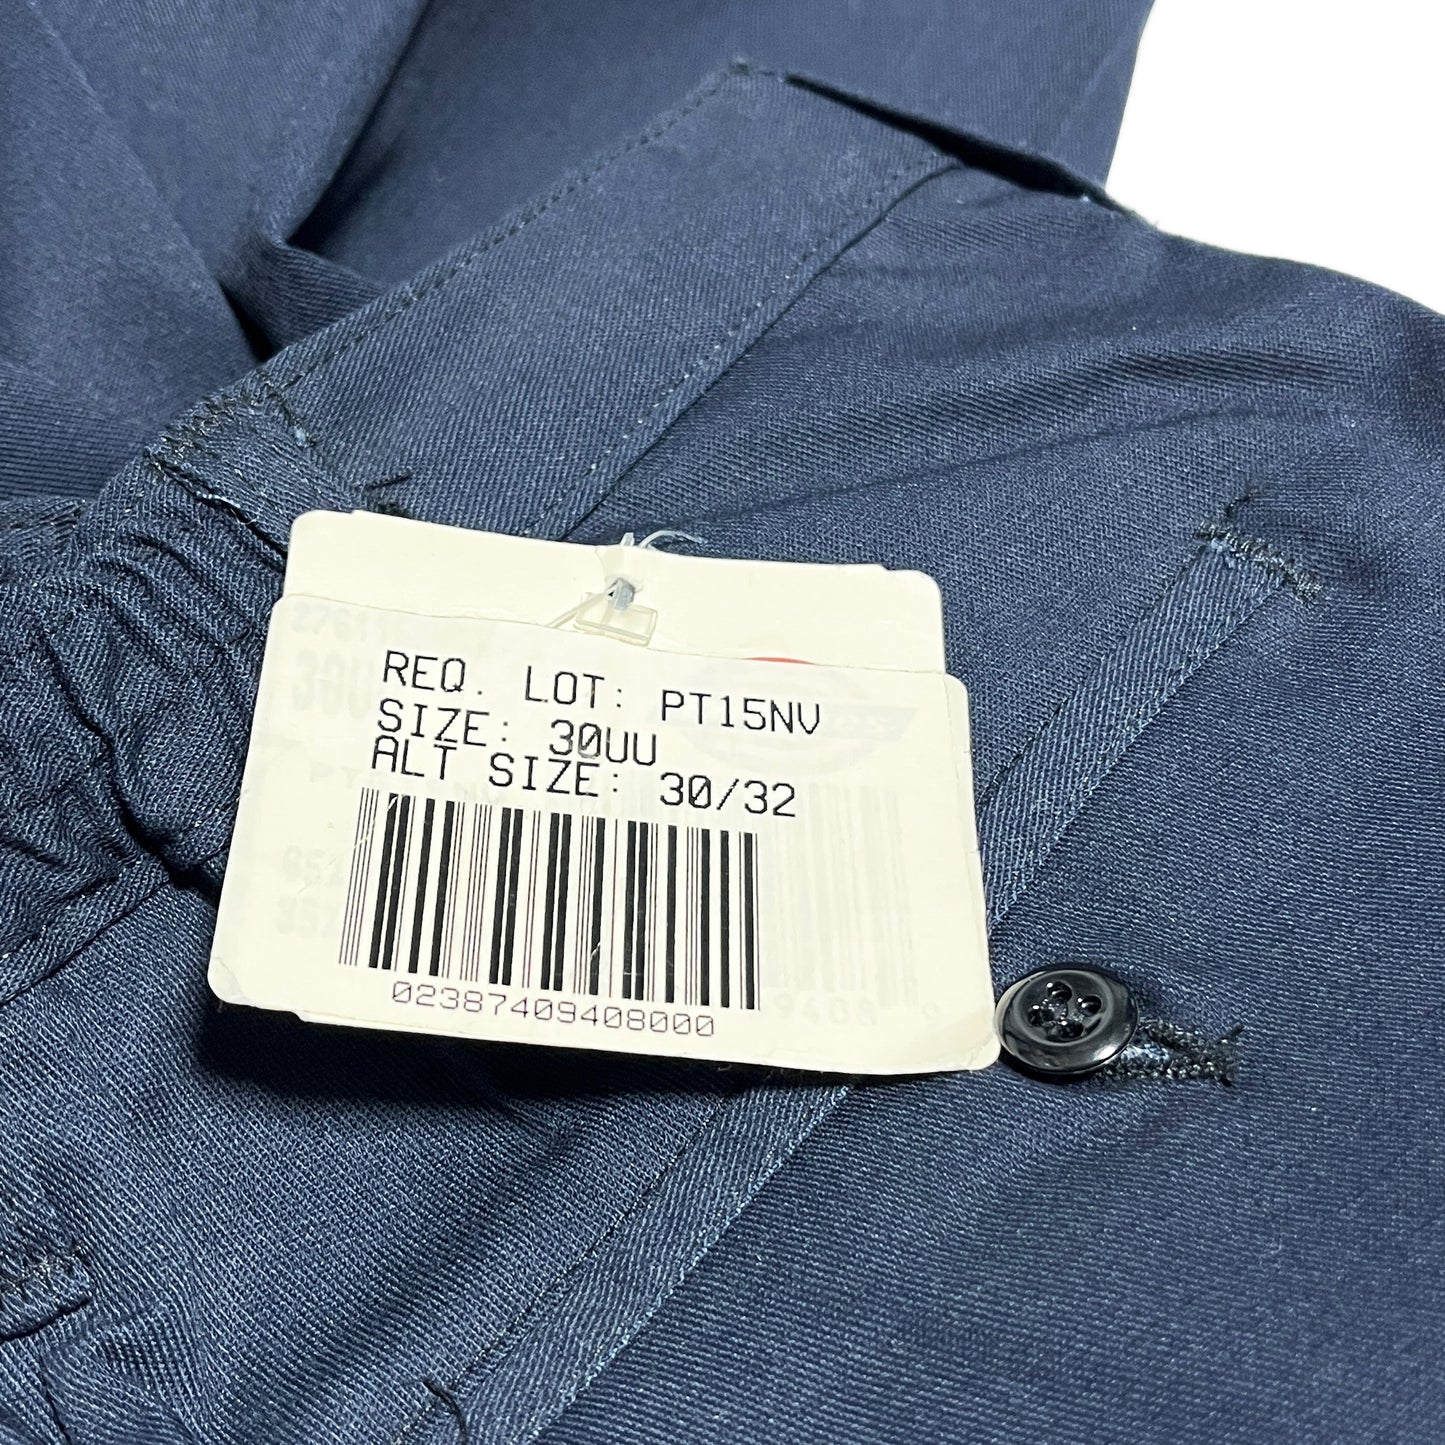 REQ. LOT: PT15NV
SIZE: 30UU
ALT SIZE: 30/32
02387409408000